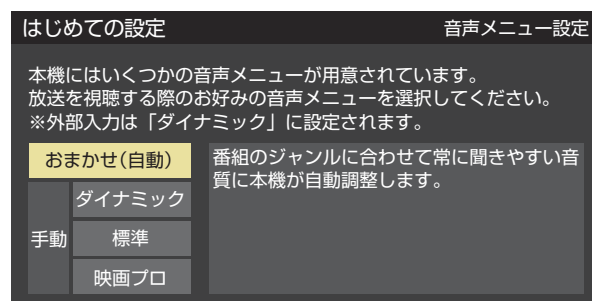 はじめての設定 音声メニュー設定
本機にはいくつかの音声メニューが用意されています。
放送を視聴する際のお好みの音声メニューを選択してください。
※外部入力は「ダイナミック」に設定されます。
おまかせ(自動)
番組のジャンルに合わせて常に聞きやすい音
質に本機が自動調整します。
手動
ダイナミック
標準
映画プロ